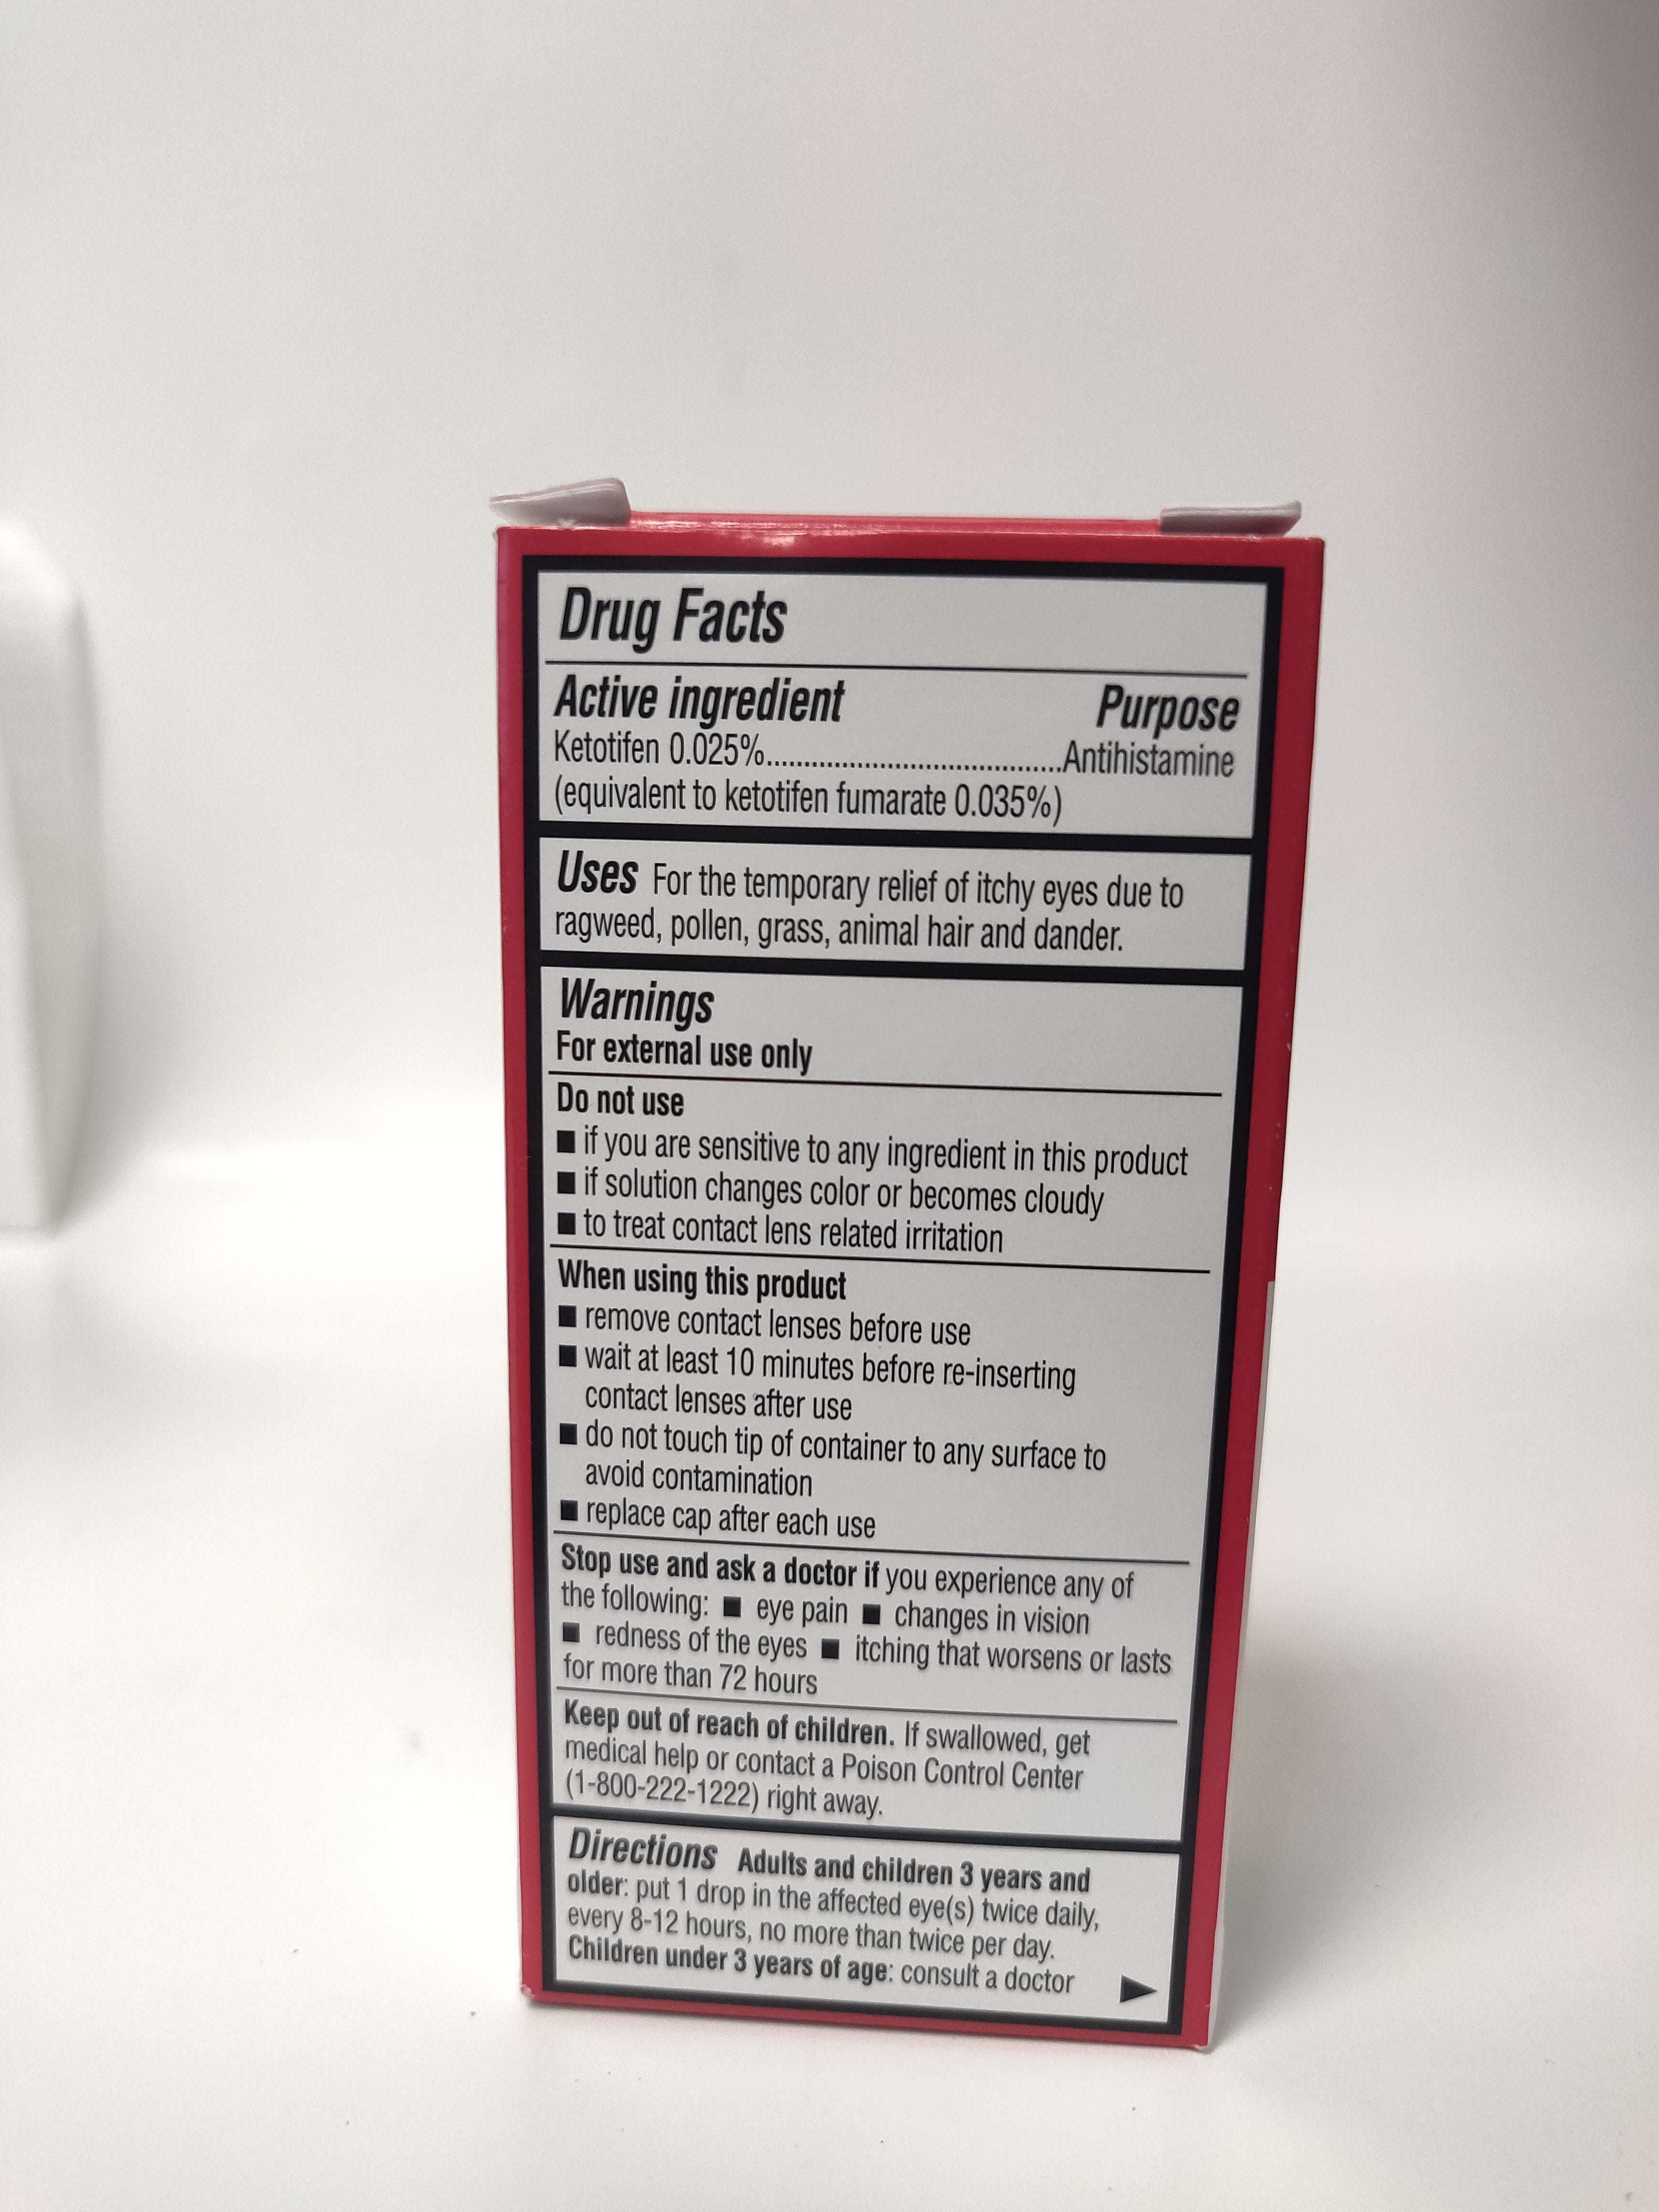 Drug Facts
Active ingredient Purpose
Ketotifen 0.025%......................................Antihistamine
(equivalent to ketotifen fumarate 0.035%)
Uses For the temporary relief of itchy eyes due to
ragweed, pollen, grass, animal hair and dander.
Warnings
For external use only
Do not use
■ if you are sensitive to any ingredient in this product
■ if solution changes color or becomes cloudy
■ to treat contact lens related irritation
When using this product
■ remove contact lenses before use
■ wait at least 10 minutes before re-inserting
contact lenses after use
■ do not touch tip of container to any surface to
avoid contamination
■ replace cap after each use
Stop use and ask a doctor if you experience any of
the following: ■ eye pain ■ changes in vision
■ redness of the eyes ■ itching that worsens or lasts
for more than 72 hours
Keep out of reach of children. If swallowed, get
medical help or contact a Poison Control Center
(1-800-222-1222) right away.
Directions Adults and children 3 years and
older: put 1 drop in the affected eye(s) twice daily,
every 8-12 hours, no more than twice per day.
Children under 3 years of age: consult a doctor